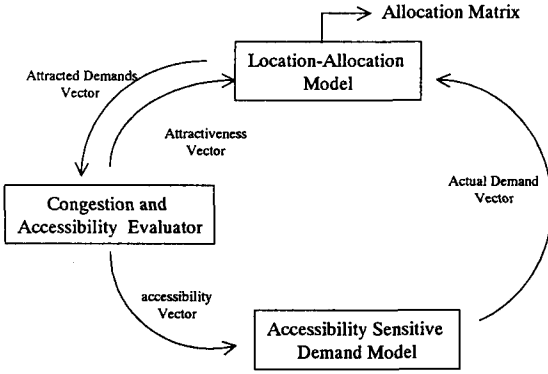 Allocation Matrix
Location-Allocation
Model
Attracted Demands
Vector
Attractiveness
Vector
Actual Demand
Vector
Congestion and
Accessibility Evaluator
accessibility
Vector
Accessibility Sensitive
Demand Model